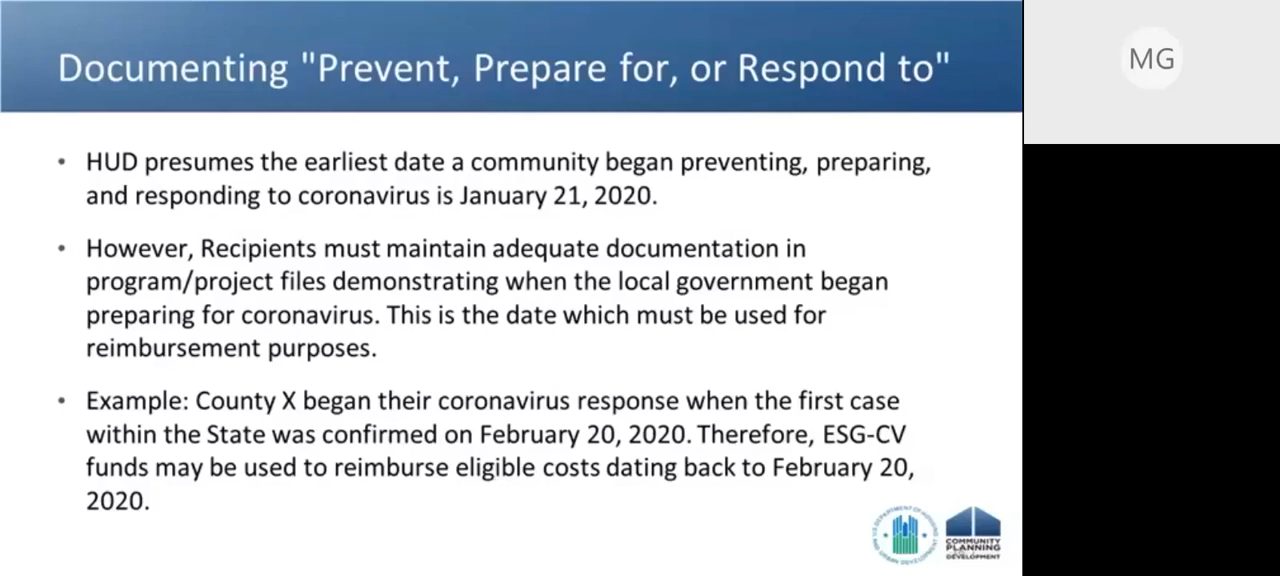 Documenting "Prevent, Prepare for, or Respond to"
MG
• HUD presumes the earliest date a community began preventing, preparing,
and responding to coronavirus is January 21, 2020.
• However, Recipients must maintain adequate documentation in
program/project files demonstrating when the local government began
preparing for coronavirus. This is the date which must be used for
reimbursement purposes.
• Example: County X began their coronavirus response when the first case
within the State was confirmed on February 20, 2020. Therefore, ESG-CV
funds may be used to reimburse eligible costs dating back to February 20,
2020.
COMMUNITY
PLANNING
DEVELOPMENT